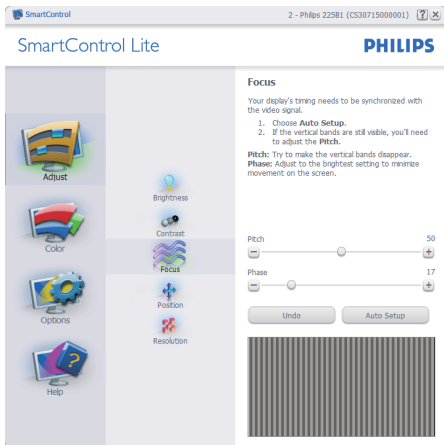 SmartControl
2 - Philips 225B1 (CS30715000001) ? X
SmartControl Lite
PHILIPS
Adjust
Color
Options
Help
Brightness
Contrast
Focus
Position
Resolution
Focus
Your display's timing needs to be synchronized with
the video signal.
1. Choose Auto Setup.
2. If the vertical bands are still visible, you'll need
to adjust the Pitch.
Pitch: Try to make the vertical bands disappear.
Phase: Adjust to the brightest setting to minimize
movement on the screen.
Pitch 50
Phase 17
Undo Auto Setup